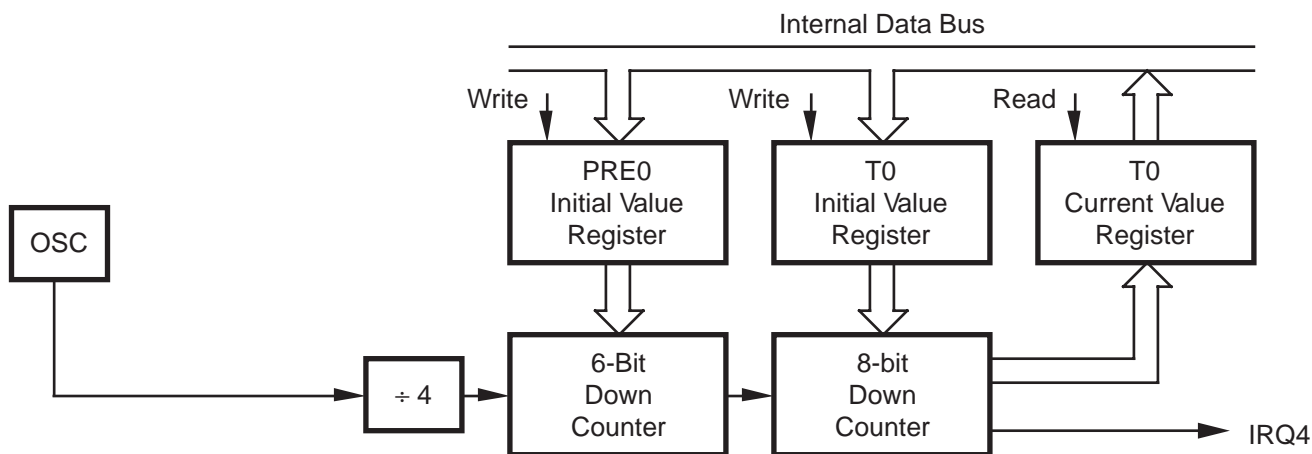 Internal Data Bus
Write
Write
Read
PRE0
Initial Value
Register
T0
Initial Value
Register
T0
Current Value
Register
OSC
÷ 4
6-Bit
Down
Counter
8-bit
Down
Counter
IRQ4